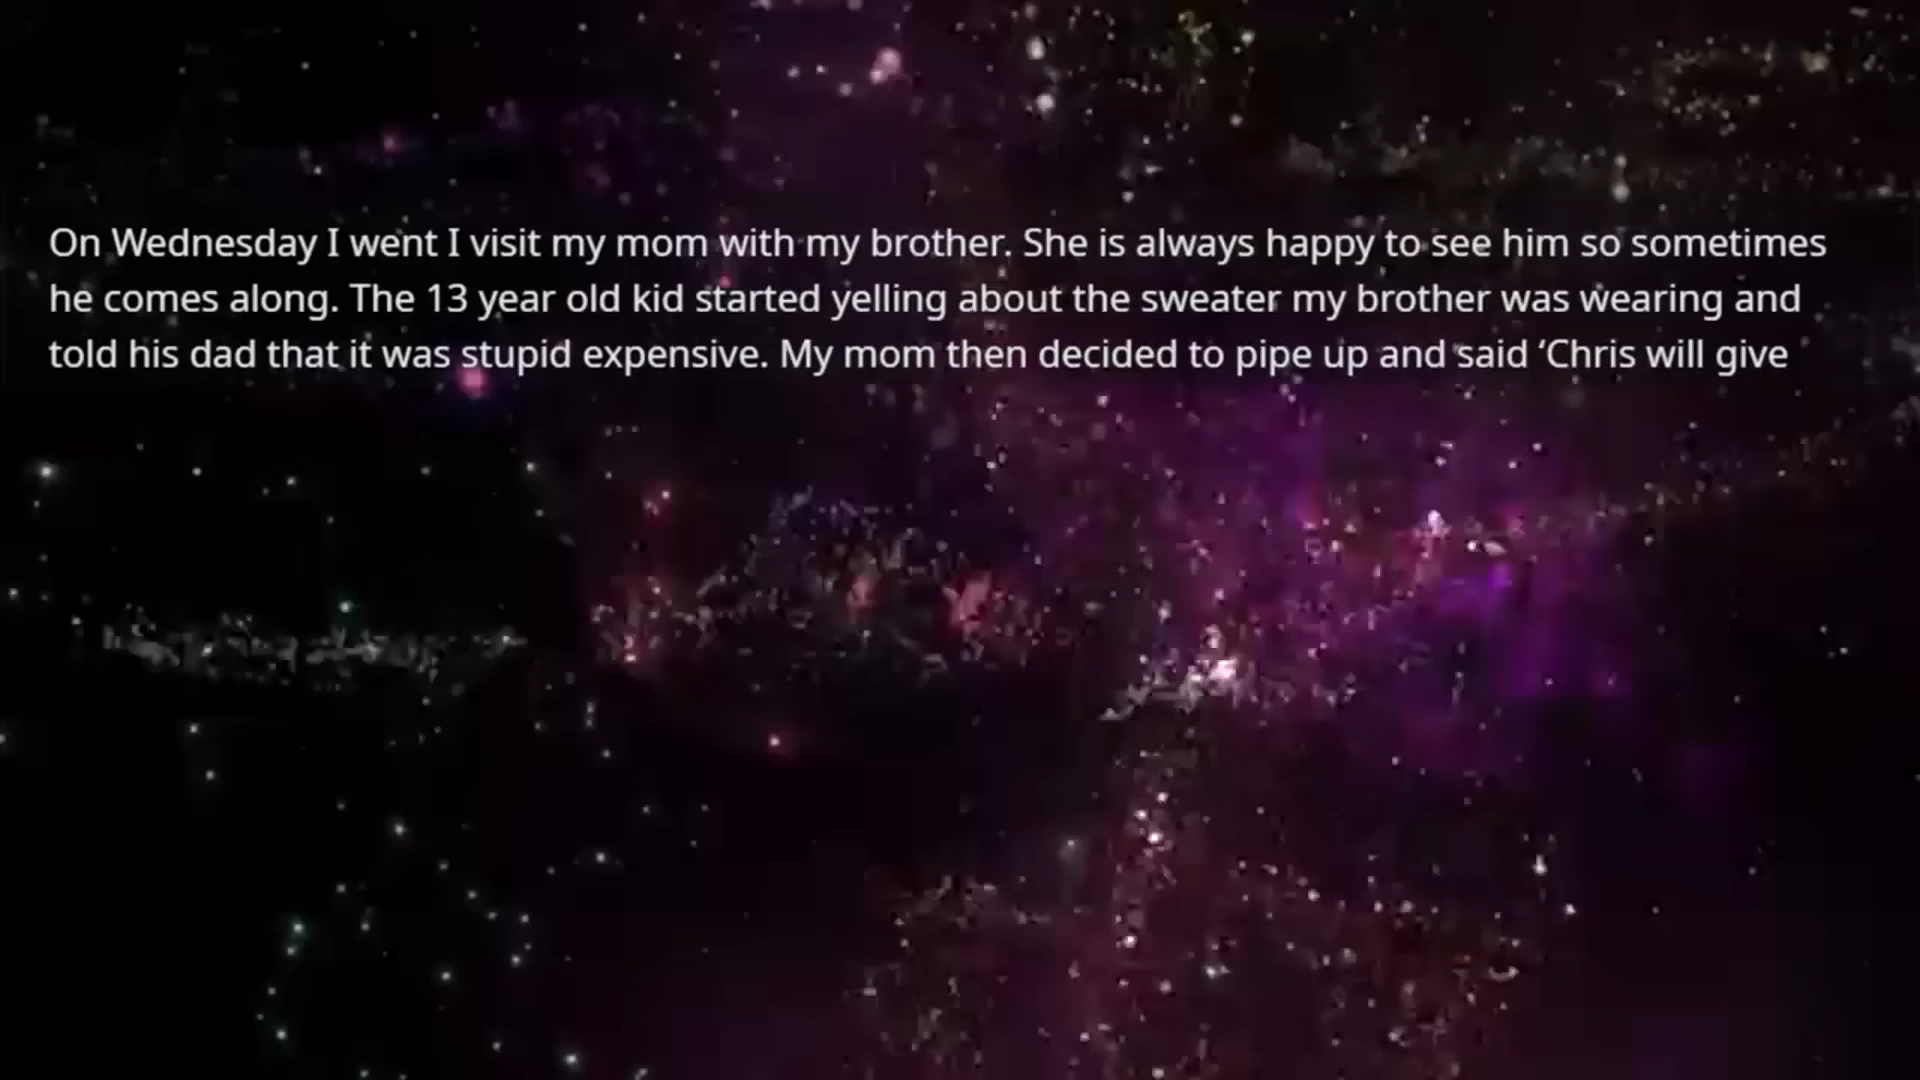 On Wednesday I went I visit my mom with my brother. She is always happy to see him so sometimes
he comes along. The 13 year old kid started yelling about the sweater my brother was wearing and
told his dad that it was stupid expensive. My mom then decided to pipe up and said ‘Chris will give